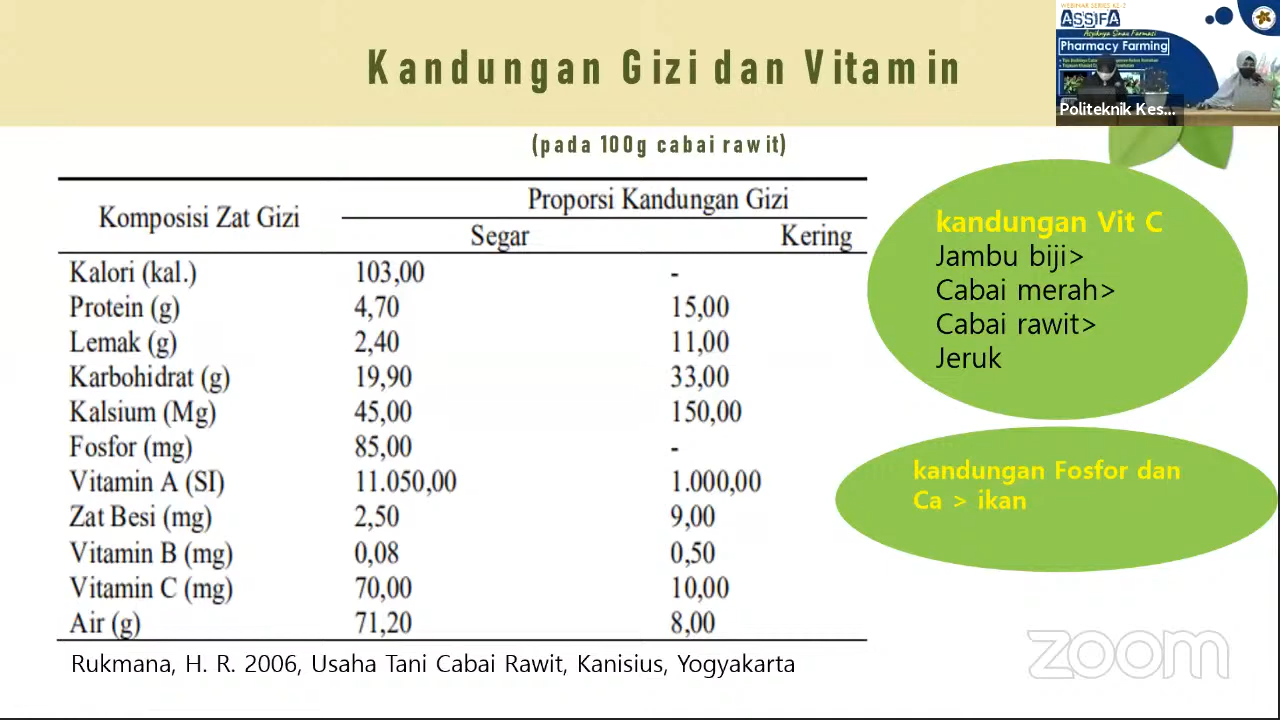 Kandungan Gizi dan Vitamin
(pada 100g cabai rawit)
Komposisi Zat Gizi
Proporsi Kandungan Gizi
Segar Kering
Kalori (kal.) 103,00 -
Protein (g) 4,70 15,00
Lemak (g) 2,40 11,00
Karbohidrat (g) 19,90 33,00
Kalsium (Mg) 45,00 150,00
Fosfor (mg) 85,00 -
Vitamin A (SI) 11.050,00 1.000,00
Zat Besi (mg) 2,50 9,00
Vitamin B (mg) 0,08 0,50
Vitamin C (mg) 70,00 10,00
Air (g) 71,20 8,00
Rukmana, H. R. 2006, Usaha Tani Cabai Rawit, Kanisius, Yogyakarta
kandungan Vit C
Jambu biji>
Cabai merah>
Cabai rawit>
Jeruk
kandungan Fosfor dan
Ca > ikan
WEBINAR SERIES
ASSIFA
Asyiknya Sinau Farmasi
Pharmacy Farming
Politeknik Kes...
zoom